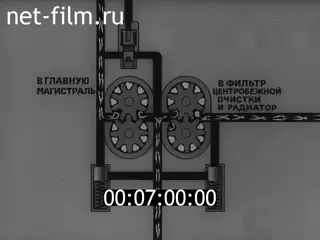 net-film.ru
В ГЛАВНУЮ
МАГИСТРАЛЬ
В ФИЛЬТР
ЦЕНТРОБЕЖНОЙ
ОЧИСТКИ
И РАДИАТОР
00:07:00:00